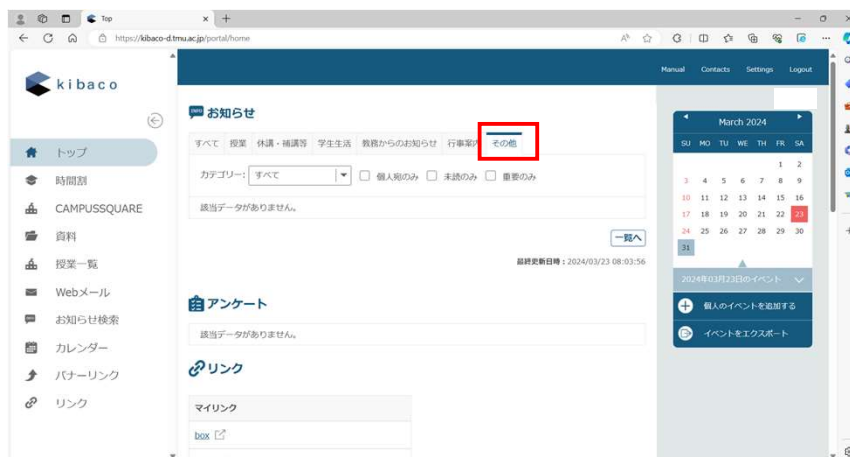 Top
https://kibaco-d.tmu.ac.jp/portal/home
Manual Contacts Settings Logout
kibaco
お知らせ
すべて 授業 休講・補講等 学生生活 教務からのお知らせ 行事案内 その他
カテゴリー: すべて 個人宛のみ 未読のみ 重要のみ
該当データがありません。
一覧へ
最終更新日時：2024/03/23 08:03:56
トップ
時間割
CAMPUSSQUARE
資料
授業一覧
Webメール
お知らせ検索
カレンダー
バナーリンク
リンク
アンケート
該当データがありません。
リンク
マイリンク
box
March 2024
SU MO TU WE TH FR SA
1 2
3 4 5 6 7 8 9
10 11 12 13 14 15 16
17 18 19 20 21 22 23
24 25 26 27 28 29 30
31
2024年03月23日のイベント
個人のイベントを追加する
イベントをエクスポート